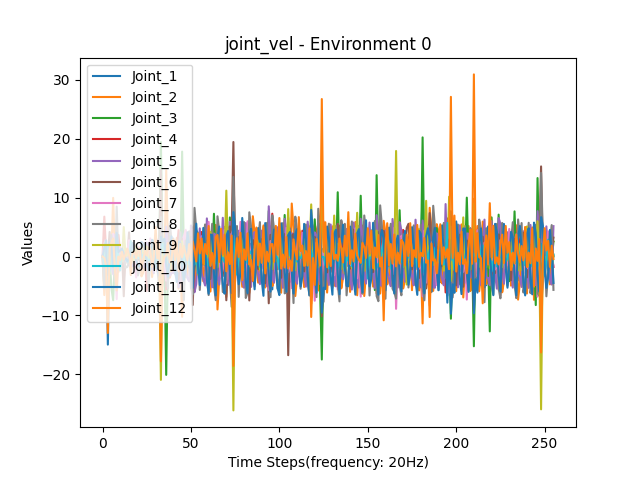 joint_vel - Environment 0
30
20
10
0
−10
−20
Values
Joint_1
Joint_2
Joint_3
Joint_4
Joint_5
Joint_6
Joint_7
Joint_8
Joint_9
Joint_10
Joint_11
Joint_12
0 50 100 150 200 250
Time Steps(frequency: 20Hz)